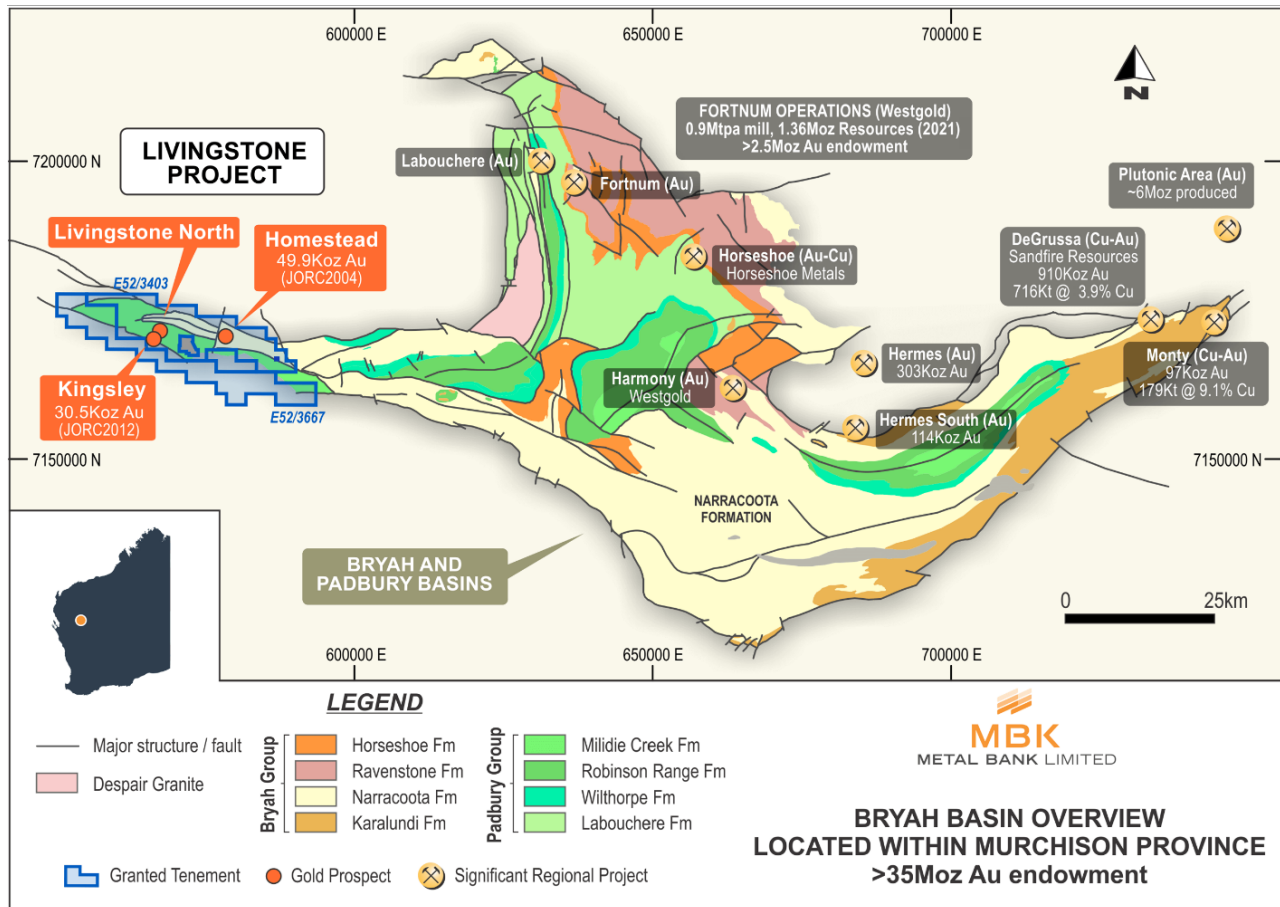 600000 E
650000 E
700000 E
N
FORTNUM OPERATIONS (Westgold)
0.9Mtpa mill, 1.36Moz Resources (2021)
>2.5Moz Au endowment
LIVINGSTONE
PROJECT
7200000 N
Labouchere (Au)
Fortnum (Au)
Plutonic Area (Au)
~6Moz produced
Livingstone North
Homestead
49.9Koz Au
(JORC2004)
E52/3403
Horseshoe (Au-Cu)
Horseshoe Metals
DeGrussa (Cu-Au)
Sandfire Resources
910Koz Au
716Kt @ 3.9% Cu
Kingsley
30.5Koz Au
(JORC2012)
E52/3667
Harmony (Au)
Westgold
Hermes (Au)
303Koz Au
Monty (Cu-Au)
97Koz Au
179Kt @ 9.1% Cu
Hermes South (Au)
114Koz Au
7150000 N
7150000 N
NARRACOOTA
FORMATION
BRYAH AND
PADBURY BASINS
0 25km
600000 E
650000 E
700000 E
LEGEND
Major structure / fault
Despair Granite
Bryah Group
Horseshoe Fm
Ravenstone Fm
Narracoota Fm
Karalundi Fm
Padbury Group
Milidie Creek Fm
Robinson Range Fm
Wilthorpe Fm
Labouchere Fm
Granted Tenement
Gold Prospect
Significant Regional Project
MBK
METAL BANK LIMITED
BRYAH BASIN OVERVIEW
LOCATED WITHIN MURCHISON PROVINCE
>35Moz Au endowment